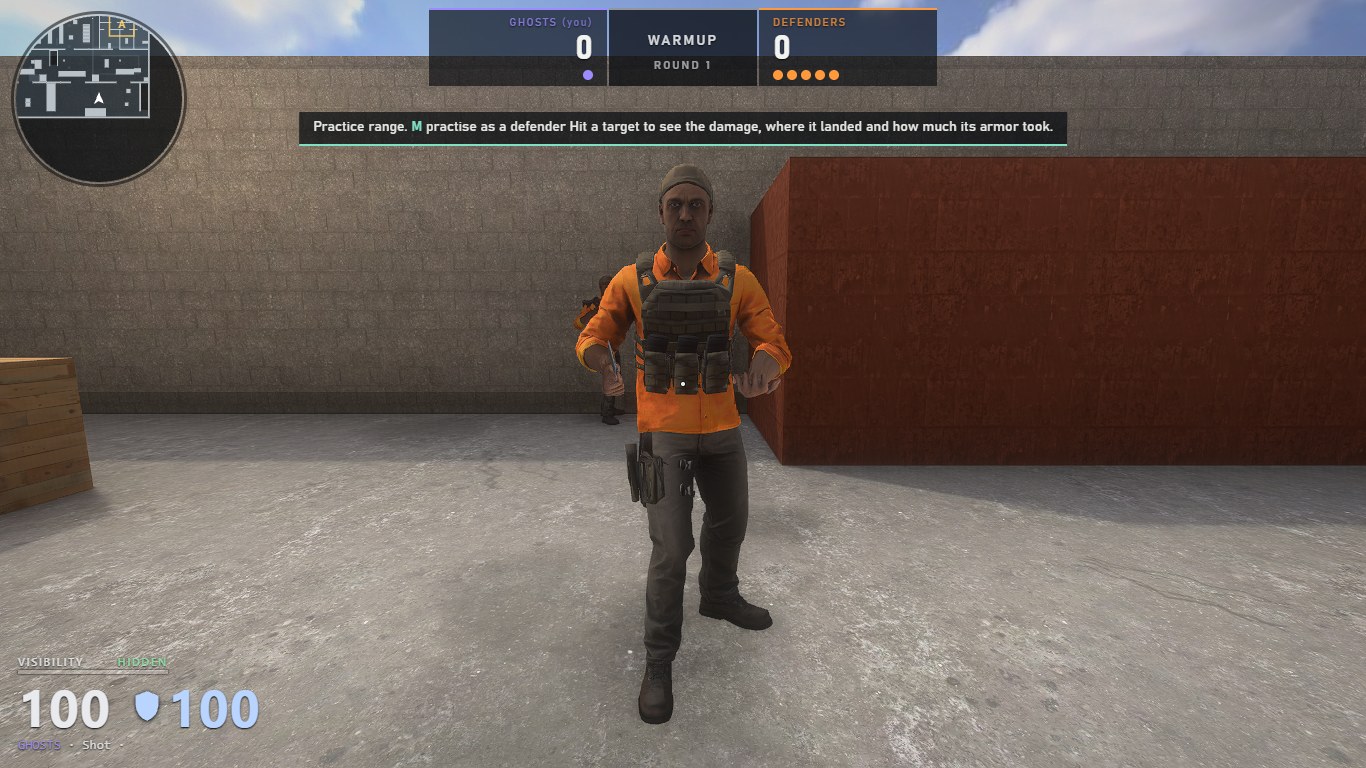 A
GHOSTS (you)
0
WARMUP
ROUND 1
DEFENDERS
0
Practice range. M practise as a defender Hit a target to see the damage, where it landed and how much its armor took.
VISIBILITY HIDDEN
100 100
GHOSTS · Shot ·